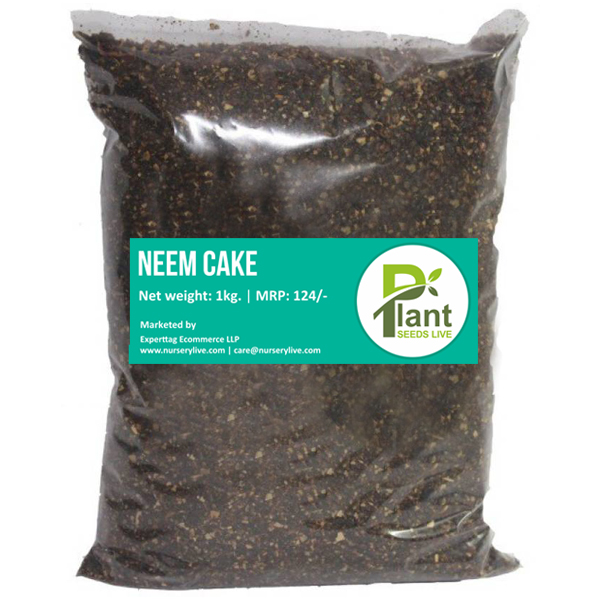 NEEM CAKE
Net weight: 1kg. | MRP: 124/-
Marketed by
Experttag Ecommerce LLP
www.nurserylive.com | care@nurserylive.com
Plant
SEEDS LIVE